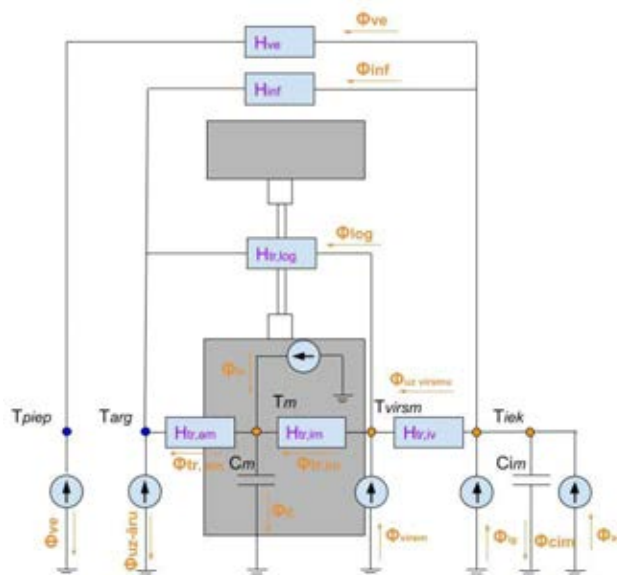 Φve
Hve
Φinf
Hinf
Φlog
Htr,log
Φuz virsmu
Tpiep
Targ
Tm
Tvirsm
Tiek
Htr,em
Htr,im
Htr,iv
Cm
Cim
Φve
Φuz-āru
Φvirsm
Φcim